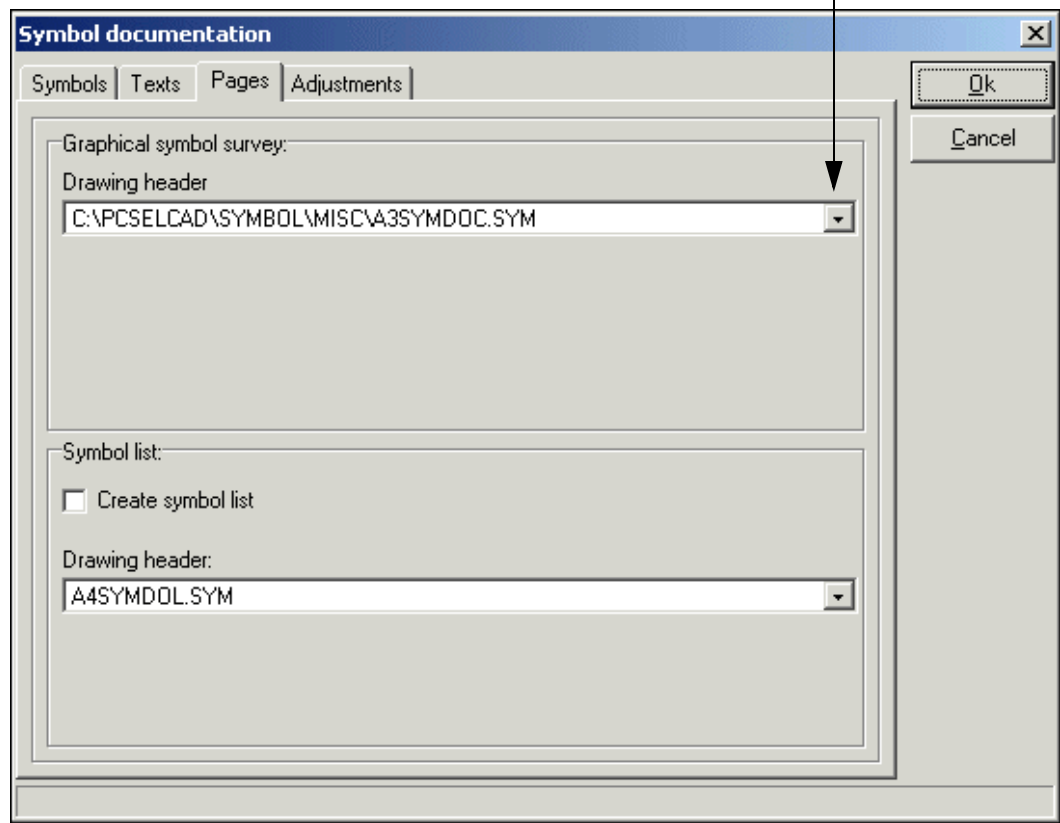 Symbol documentation
Symbols Texts Pages Adjustments
Ok
Cancel
Graphical symbol survey:
Drawing header
C:\PCSELCAD\SYMBOL\MISC\A3SYMDOC.SYM
Symbol list:
Create symbol list
Drawing header:
A4SYMDOL.SYM